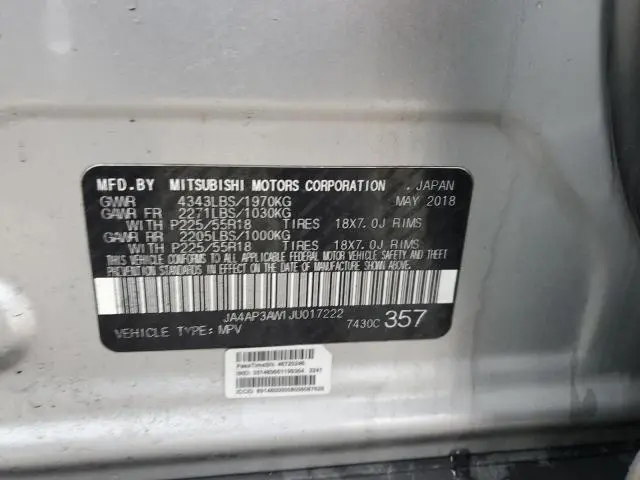 MFD.BY MITSUBISHI MOTORS CORPORATION . JAPAN
GVWR 4343LBS/1970KG MAY 2018
GAWR FR 2271LBS/1030KG
WITH P225/55R18 TIRES 18X7.0J RIMS
GAWR RR 2205LBS/1000KG
WITH P225/55R18 TIRES 18X7.0J RIMS
THIS VEHICLE CONFORMS TO ALL APPLICABLE FEDERAL MOTOR VEHICLE SAFETY AND THEFT
PREVENTION STANDARDS IN EFFECT ON THE DATE OF MANUFACTURE SHOWN ABOVE.
JA4AP3AW1JU017222
VEHICLE TYPE: MPV 7430C 357
PassTimeSN: